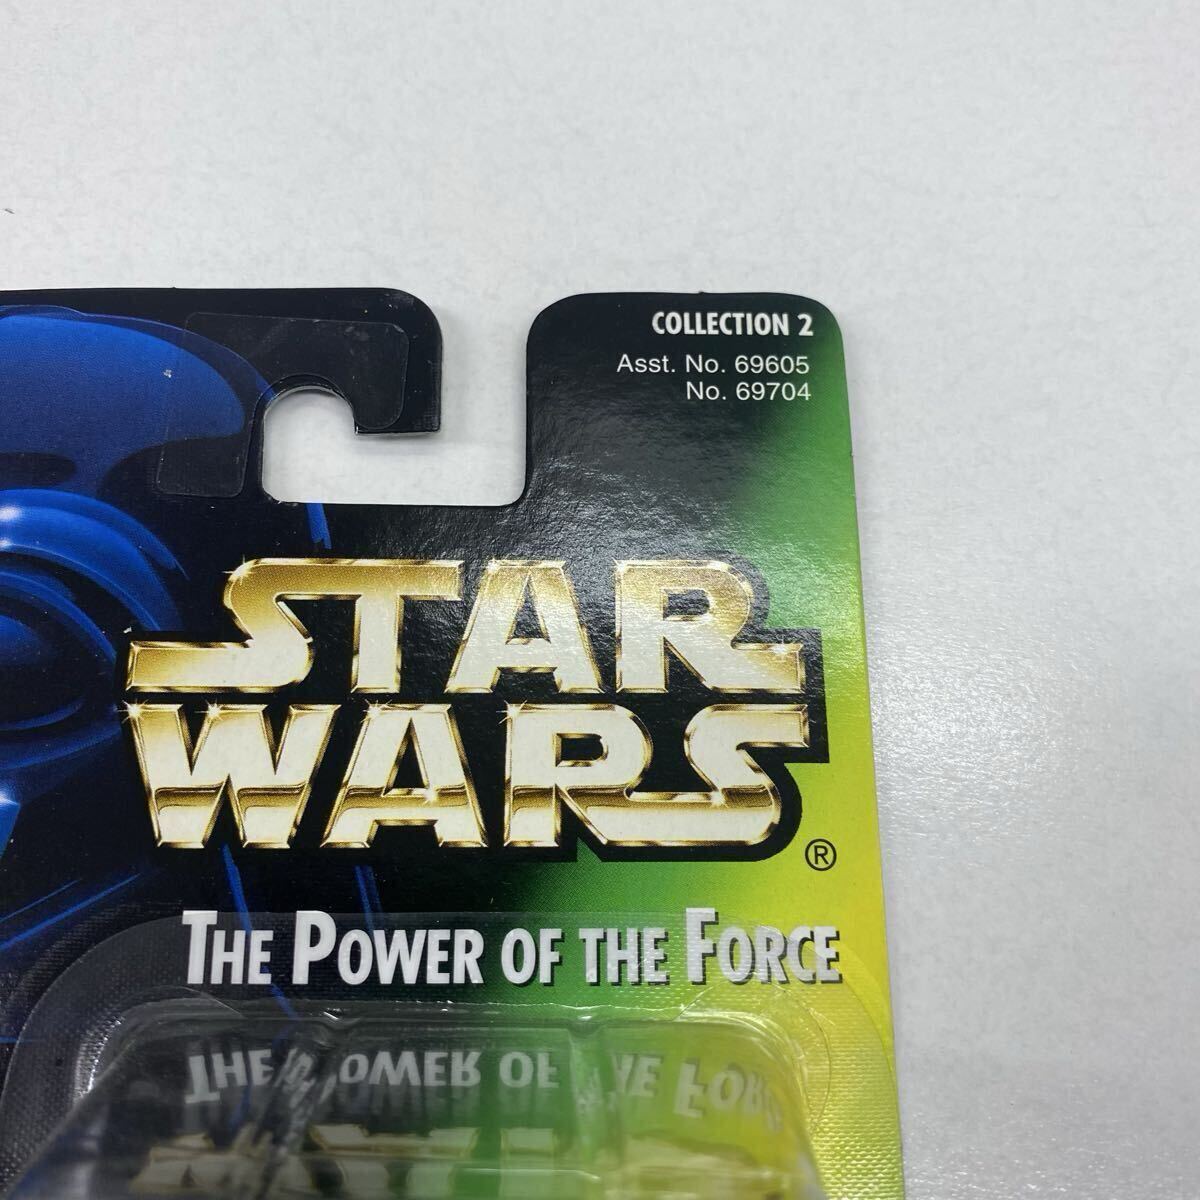 COLLECTION 2
Asst. No. 69605
No. 69704
STAR
WARS®
THE POWER OF THE FORCE